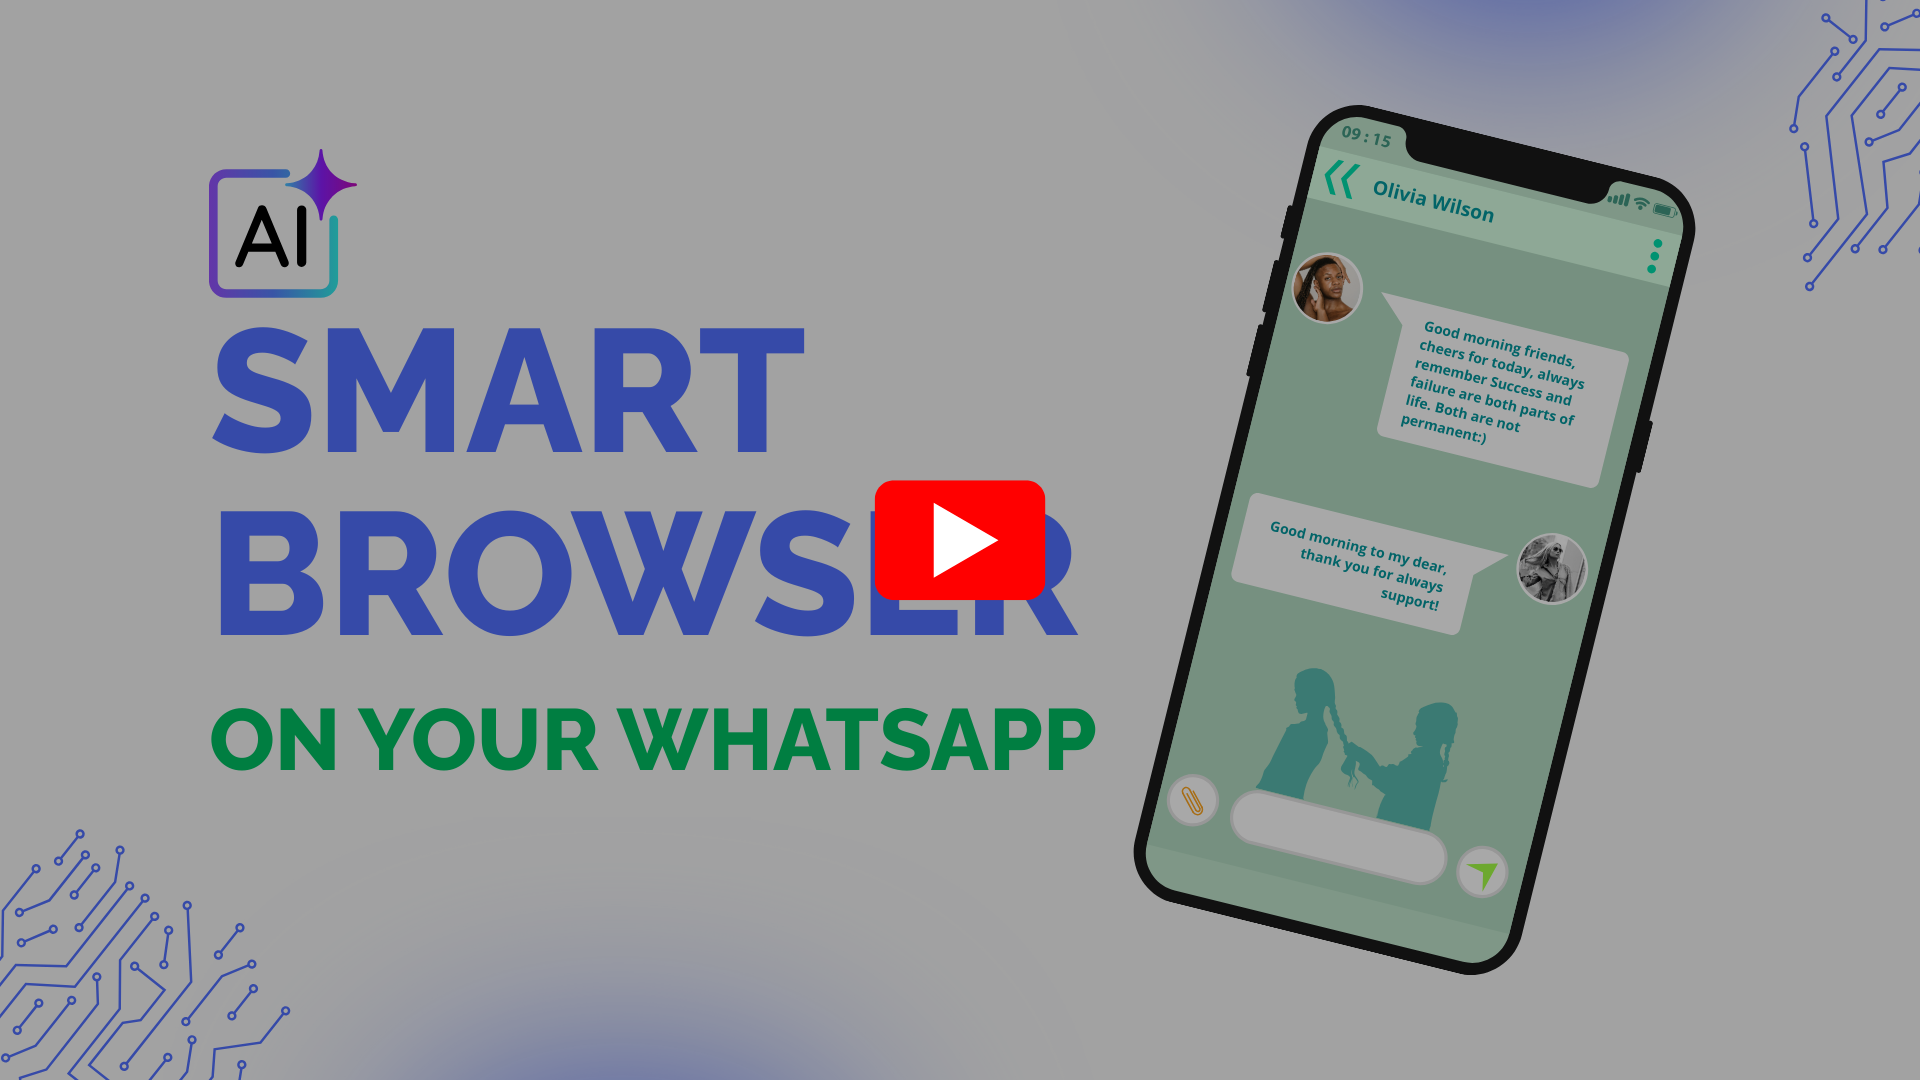 AI
SMART
BROWSER
ON YOUR WHATSAPP
09:15
Olivia Wilson
Good morning friends,
cheers for today, always
remember Success and
failure are both parts of
life. Both are not
permanent:)
Good morning to my dear,
thank you for always
support!